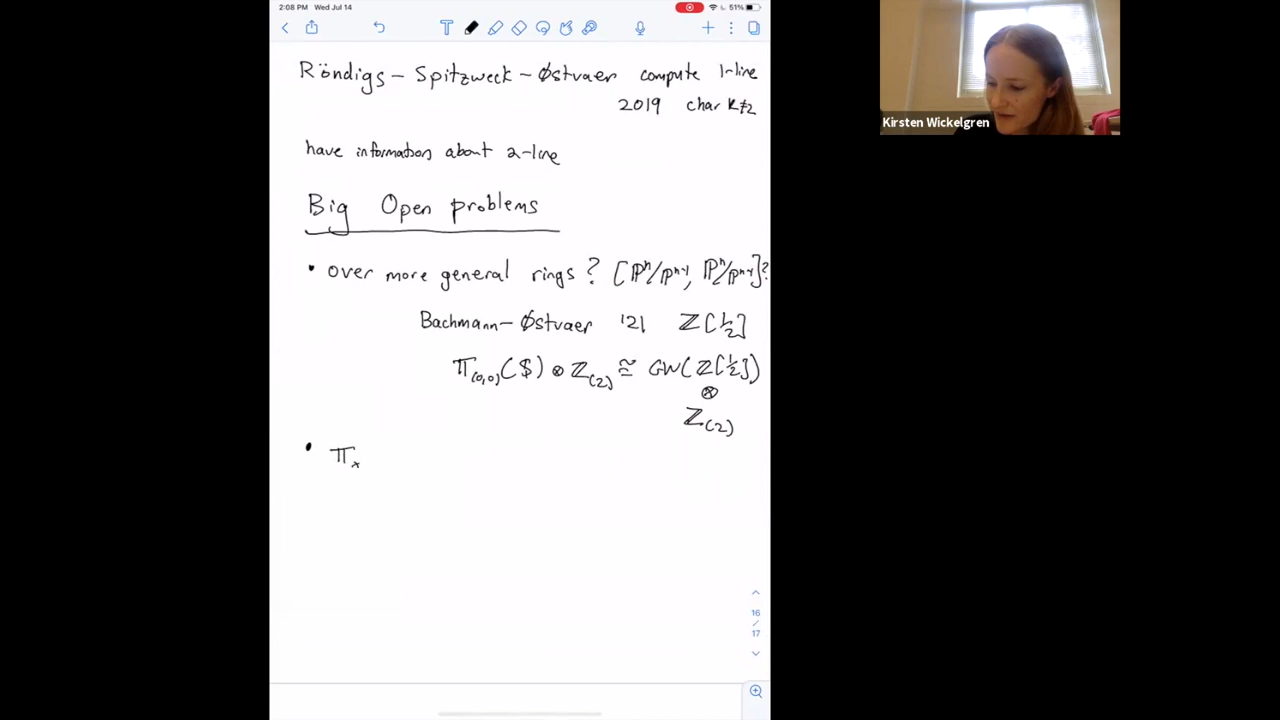 2:08 PM Wed Jul 14
51%
Röndigs – Spitzweck – Østvaer compute 1-line
2019 char k≠2
have information about 2-line
Big Open problems
• over more general rings? [ℙⁿ/ℙⁿ⁻¹, ℙⁿ/ℙⁿ⁻¹]?
Bachmann – Østvaer '21 ℤ[1/2]
π₍₀,₀₎($) ⊗ ℤ₍₂₎ ≅ GW(ℤ[1/2])
⊗
ℤ₍₂₎
• π_*
16
/
17
Kirsten Wickelgren